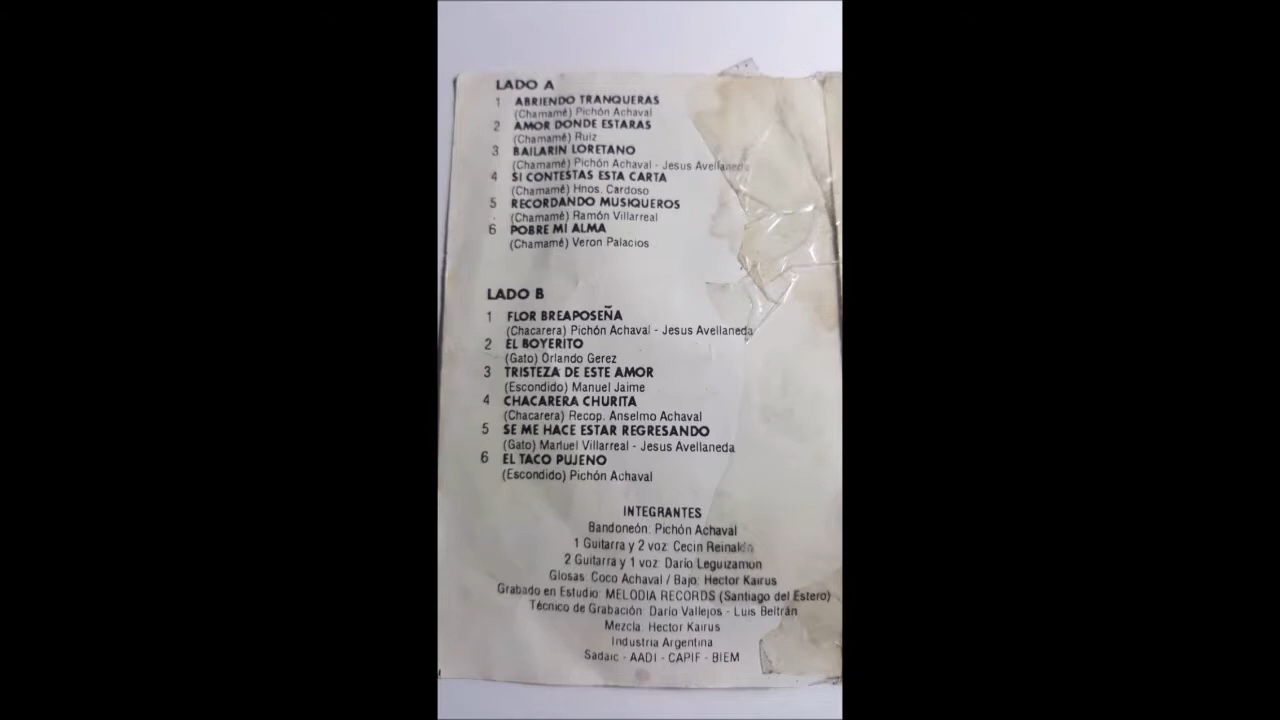 LADO A
1 ABRIENDO TRANQUERAS
(Chamamé) Pichón Achaval
2 AMOR DONDE ESTARAS
(Chamamé) Ruiz
3 BAILARIN LORETANO
(Chamamé) Pichón Achaval - Jesus Avellaneda
4 SI CONTESTAS ESTA CARTA
(Chamamé) Hnos. Cardoso
5 RECORDANDO MUSIQUEROS
(Chamamé) Ramón Villarreal
6 POBRE MI ALMA
(Chamamé) Veron Palacios
LADO B
1 FLOR BREAPOSEÑA
(Chacarera) Pichón Achaval - Jesus Avellaneda
2 EL BOYERITO
(Gato) Orlando Gerez
3 TRISTEZA DE ESTE AMOR
(Escondido) Manuel Jaime
4 CHACARERA CHURITA
(Chacarera) Recop. Anselmo Achaval
5 SE ME HACE ESTAR REGRESANDO
(Gato) Manuel Villarreal - Jesus Avellaneda
6 EL TACO PUJENO
(Escondido) Pichón Achaval
INTEGRANTES
Bandoneón: Pichón Achaval
1 Guitarra y 2 voz: Cecin Reinaldo
2 Guitarra y 1 voz: Darío Leguizamon
Glosas: Coco Achaval / Bajo: Hector Kairus
Grabado en Estudio: MELODIA RECORDS (Santiago del Estero)
Técnico de Grabación: Darío Vallejos - Luis Beltrán
Mezcla: Hector Kairus
Industria Argentina
Sadaic - AADI - CAPIF - BIEM